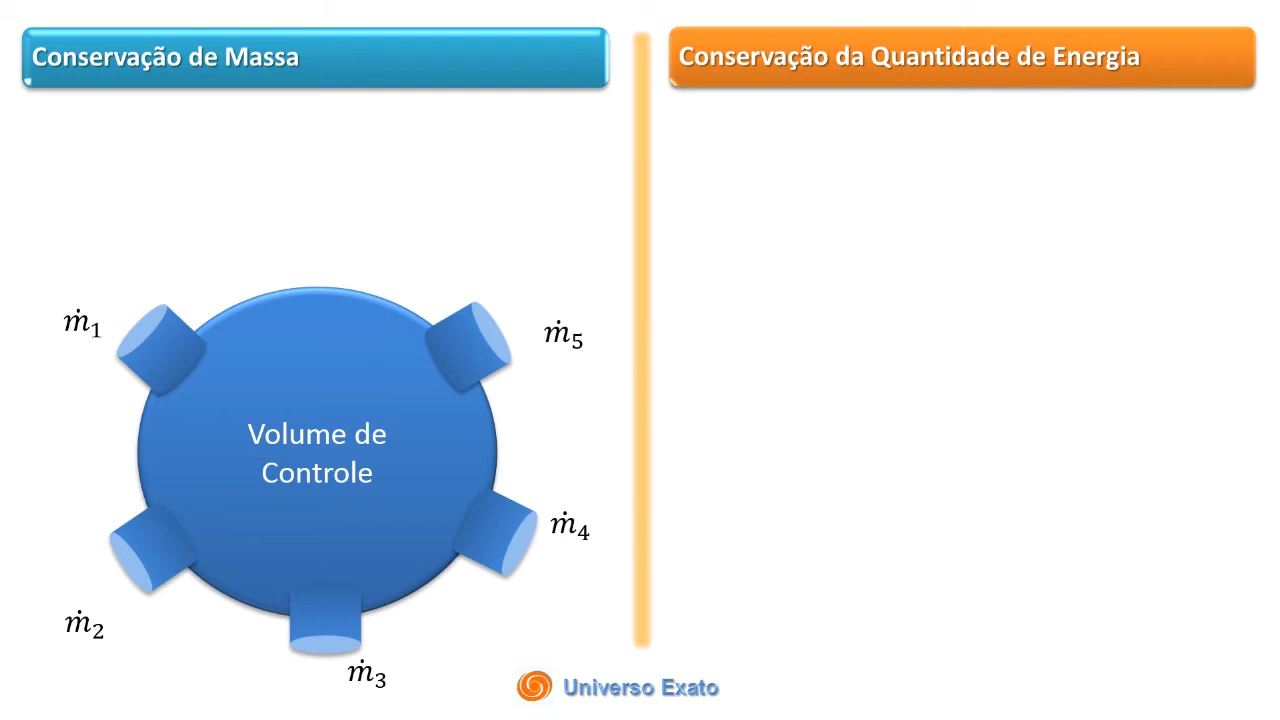 Conservação de Massa
Conservação da Quantidade de Energia
ṁ₁
ṁ₅
Volume de
Controle
ṁ₄
ṁ₂
ṁ₃
Universo Exato